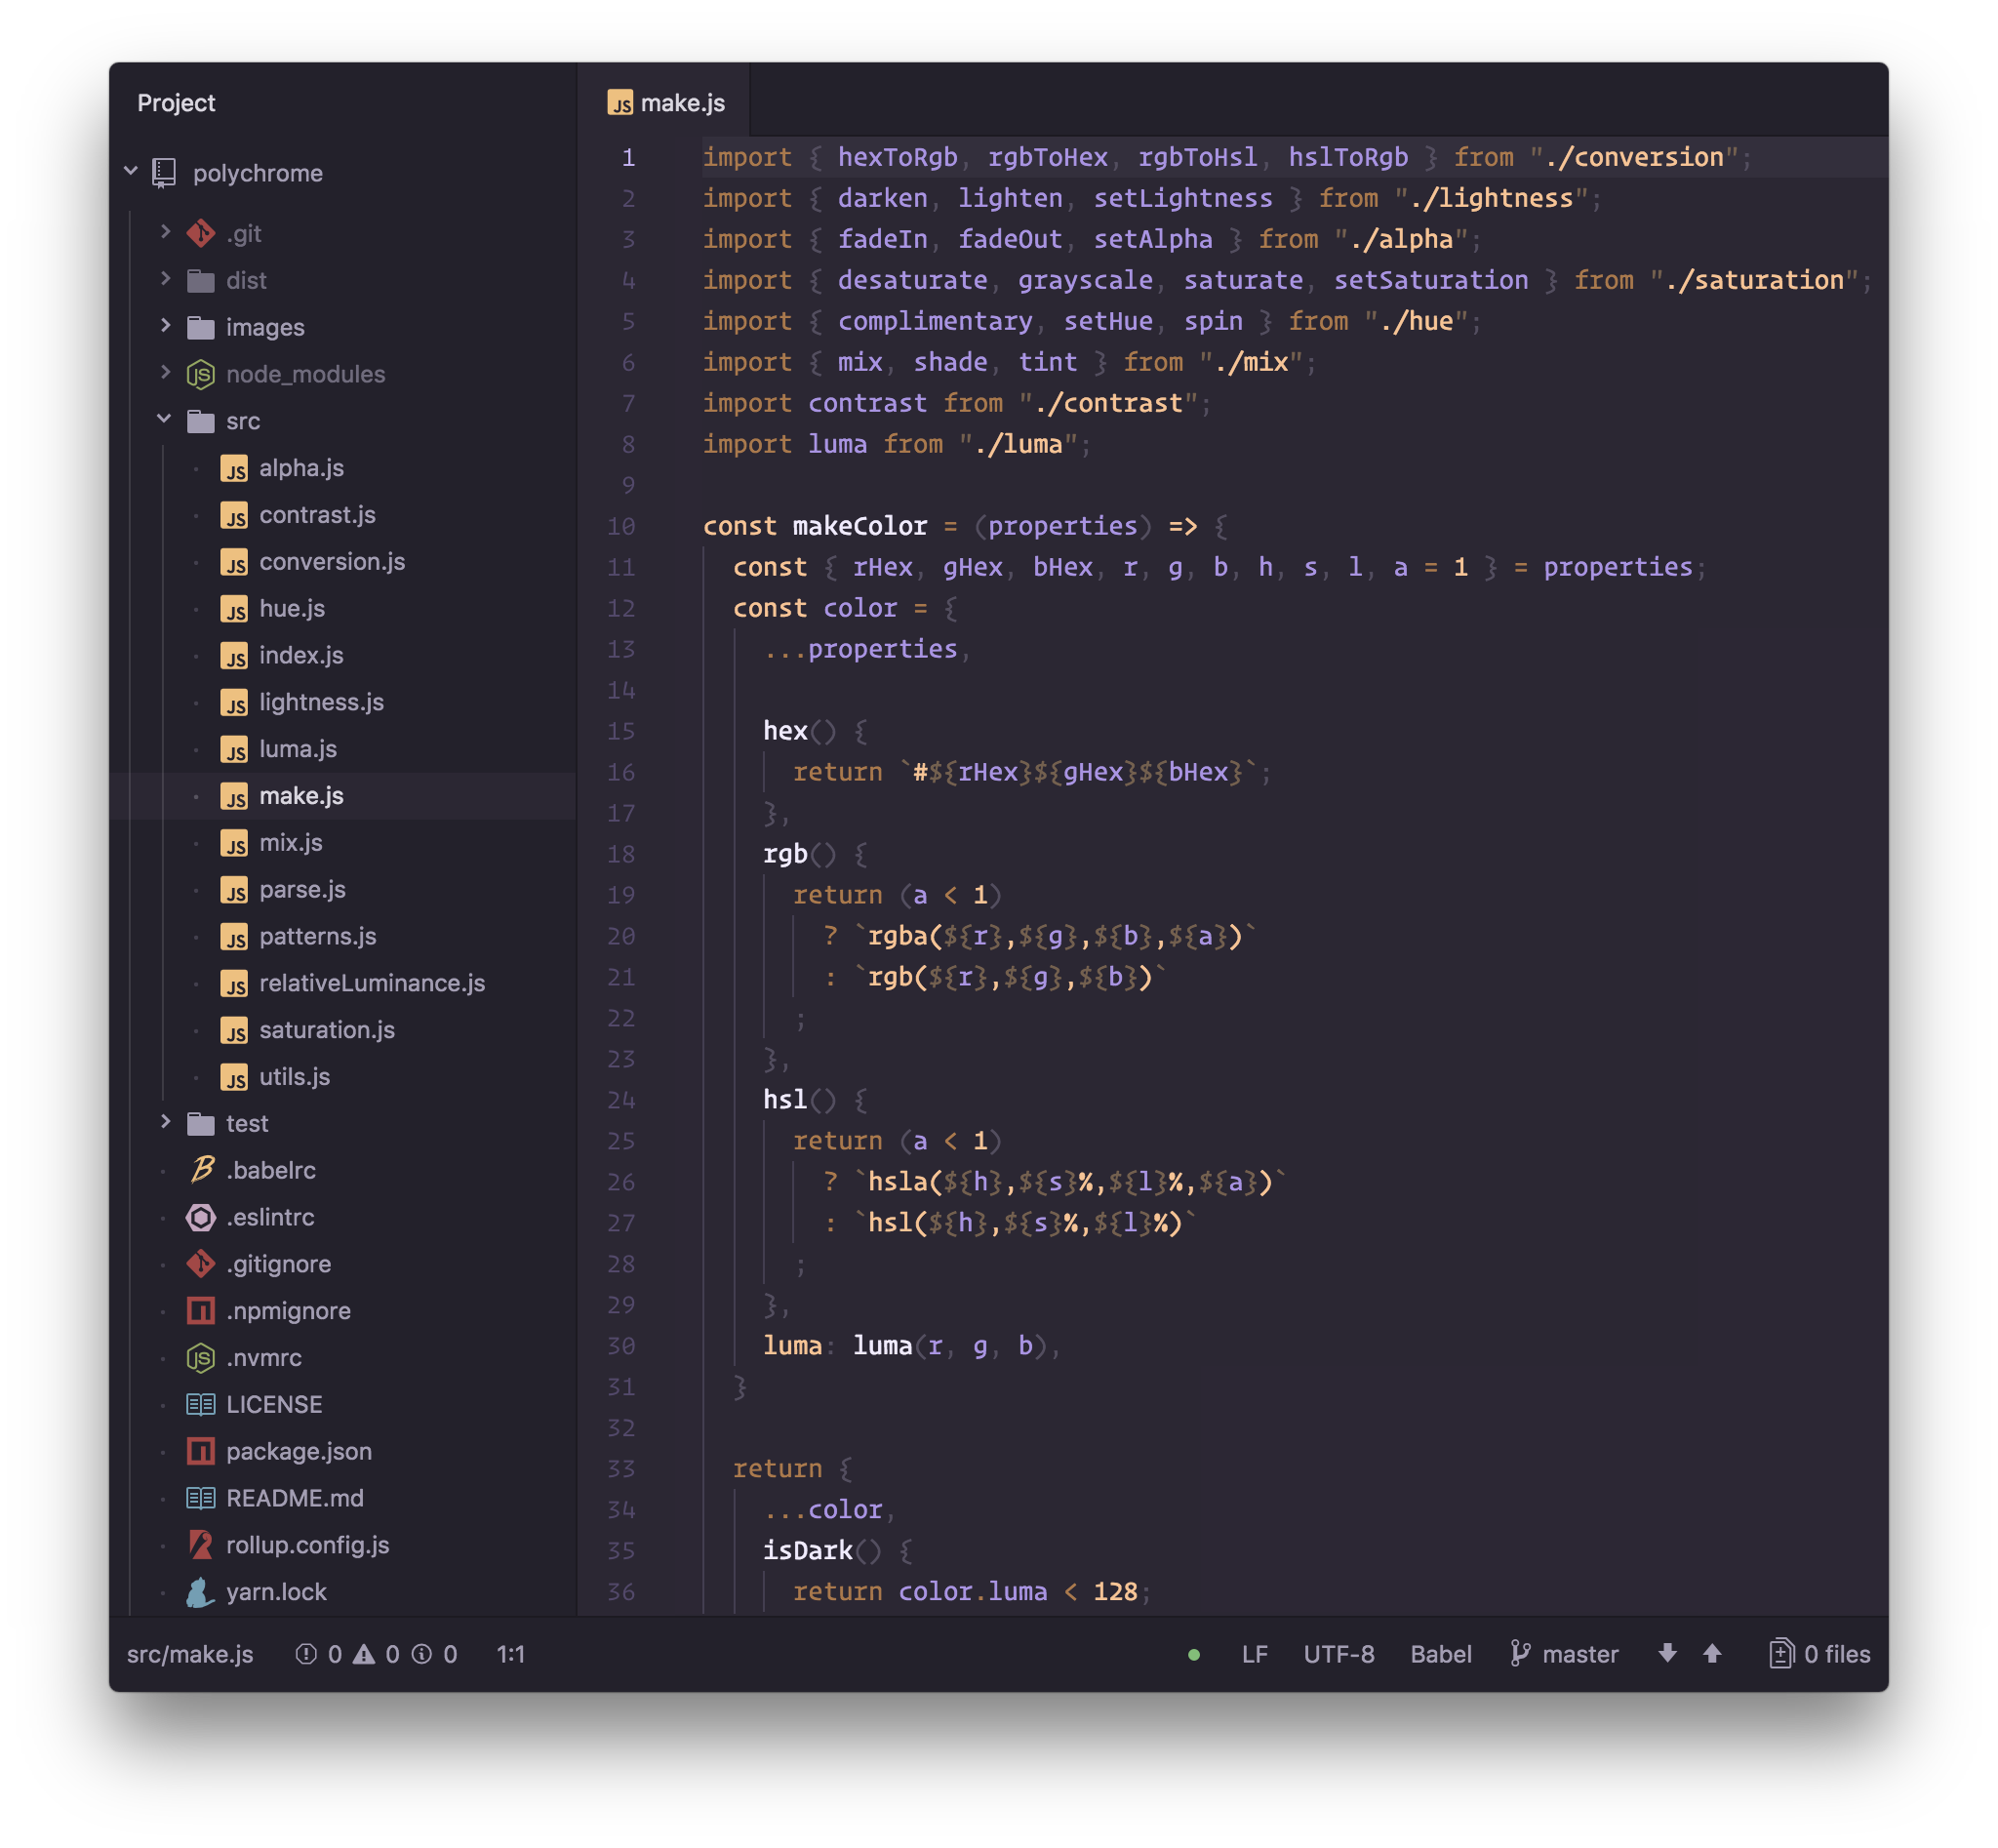 Project
polychrome
.git
dist
images
node_modules
src
alpha.js
contrast.js
conversion.js
hue.js
index.js
lightness.js
luma.js
make.js
mix.js
parse.js
patterns.js
relativeLuminance.js
saturation.js
utils.js
test
.babelrc
.eslintrc
.gitignore
.npmignore
.nvmrc
LICENSE
package.json
README.md
rollup.config.js
yarn.lock
JS make.js
1 import { hexToRgb, rgbToHex, rgbToHsl, hslToRgb } from "./conversion";
2 import { darken, lighten, setLightness } from "./lightness";
3 import { fadeIn, fadeOut, setAlpha } from "./alpha";
4 import { desaturate, grayscale, saturate, setSaturation } from "./saturation";
5 import { complimentary, setHue, spin } from "./hue";
6 import { mix, shade, tint } from "./mix";
7 import contrast from "./contrast";
8 import luma from "./luma";
9
10 const makeColor = (properties) => {
11 const { rHex, gHex, bHex, r, g, b, h, s, l, a = 1 } = properties;
12 const color = {
13 ...properties,
14
15 hex() {
16 return `#${rHex}${gHex}${bHex}`;
17 },
18 rgb() {
19 return (a < 1)
20 ? `rgba(${r},${g},${b},${a})`
21 : `rgb(${r},${g},${b})`
22 ;
23 },
24 hsl() {
25 return (a < 1)
26 ? `hsla(${h},${s}%,${l}%,${a})`
27 : `hsl(${h},${s}%,${l}%)`
28 ;
29 },
30 luma: luma(r, g, b),
31 }
32
33 return {
34 ...color,
35 isDark() {
36 return color.luma < 128;
src/make.js 0 0 0 1:1 LF UTF-8 Babel master 0 files